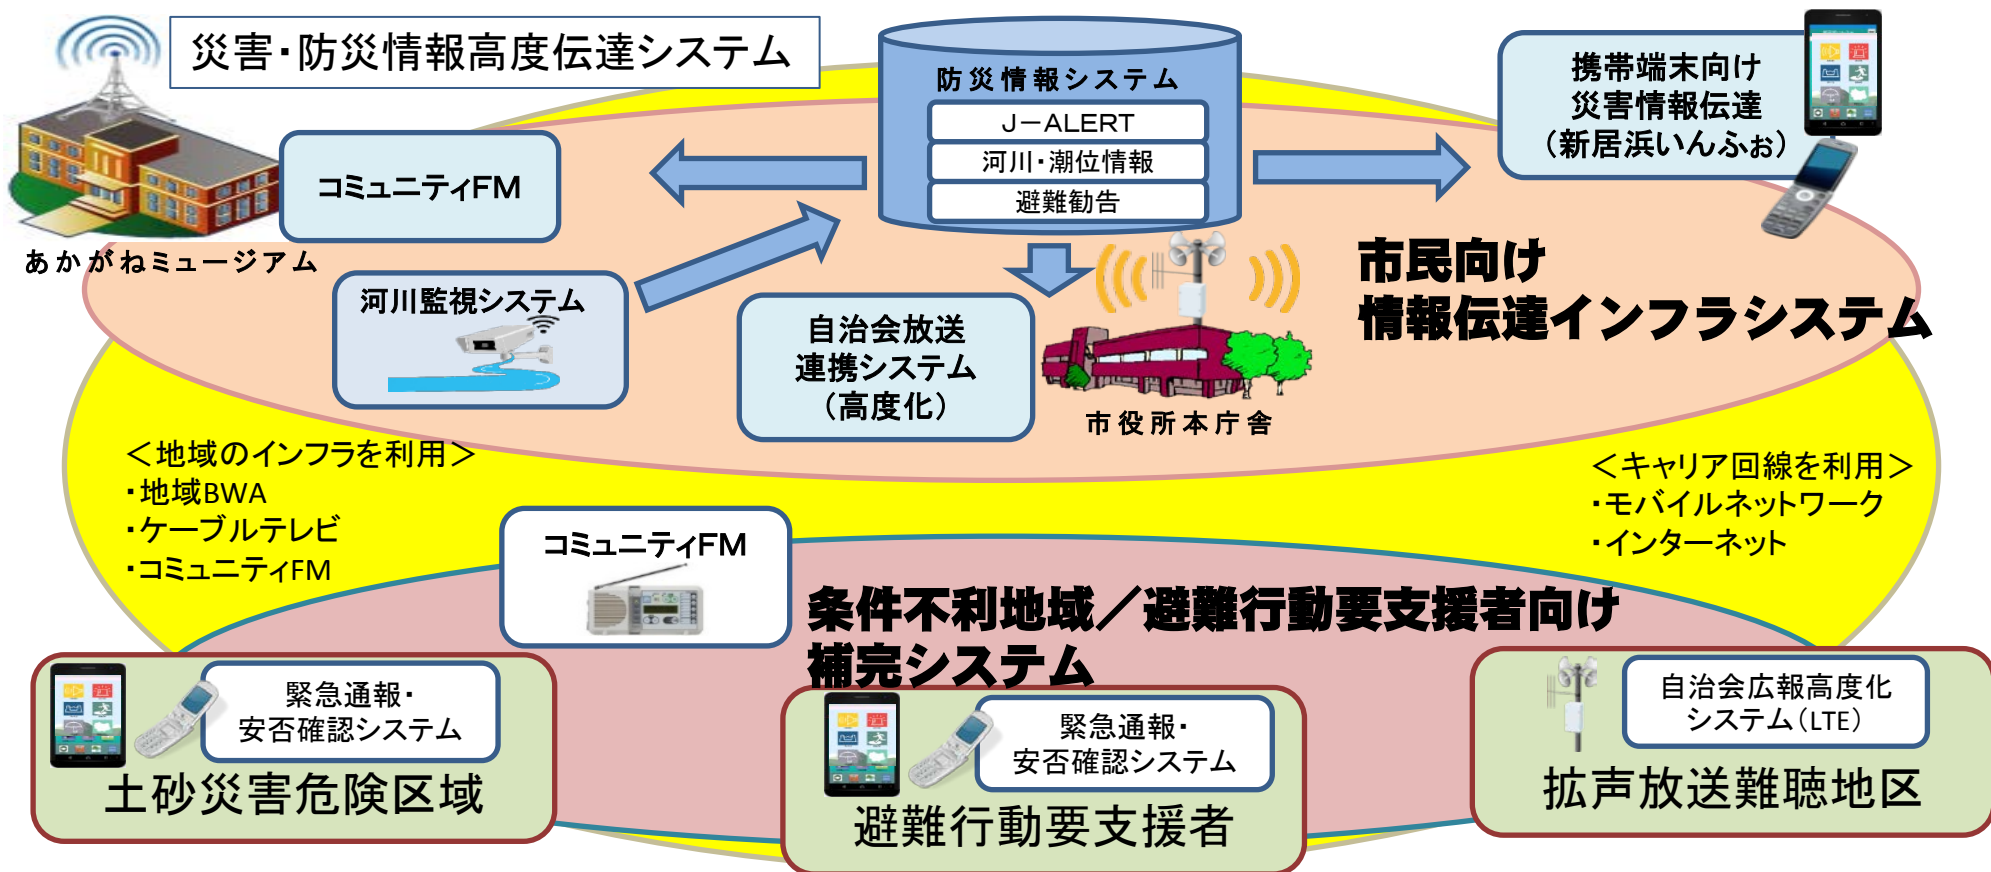 災害・防災情報高度伝達システム
防災情報システム
J－ALERT
河川・潮位情報
避難勧告
携帯端末向け
災害情報伝達
（新居浜いんふぉ）
コミュニティFM
あかがねミュージアム
河川監視システム
自治会放送
連携システム
（高度化）
市役所本庁舎
市民向け
情報伝達インフラシステム
＜地域のインフラを利用＞
・地域BWA
・ケーブルテレビ
・コミュニティFM
＜キャリア回線を利用＞
・モバイルネットワーク
・インターネット
コミュニティFM
条件不利地域／避難行動要支援者向け
補完システム
緊急通報・
安否確認システム
土砂災害危険区域
緊急通報・
安否確認システム
避難行動要支援者
自治会広報高度化
システム（LTE）
拡声放送難聴地区